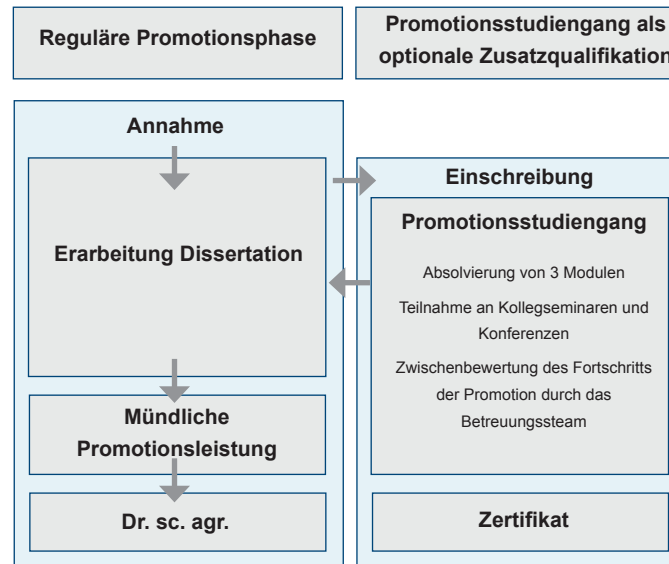 Reguläre Promotionsphase
Promotionsstudiengang als
optionale Zusatzqualifikation
Annahme
Erarbeitung Dissertation
Mündliche
Promotionsleistung
Dr. sc. agr.
Einschreibung
Promotionsstudiengang
Absolvierung von 3 Modulen
Teilnahme an Kollegseminaren und
Konferenzen
Zwischenbewertung des Fortschritts
der Promotion durch das
Betreuungssteam
Zertifikat